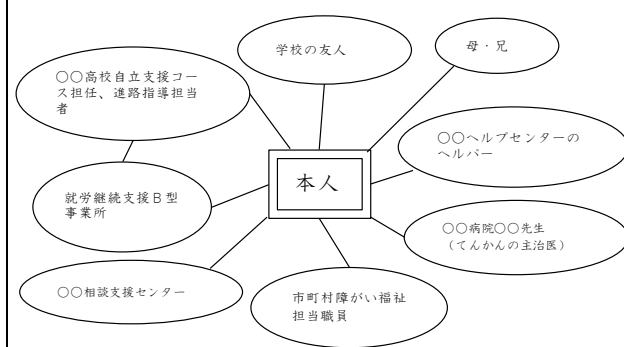 学校の友人
母・兄
○○高校自立支援コー
ス担任、進路指導担当
者
○○ヘルプセンターの
ヘルパー
本人
就労継続支援Ｂ型
事業所
○○病院○○先生
（てんかんの主治医）
○○相談支援センター
市町村障がい福祉
担当職員